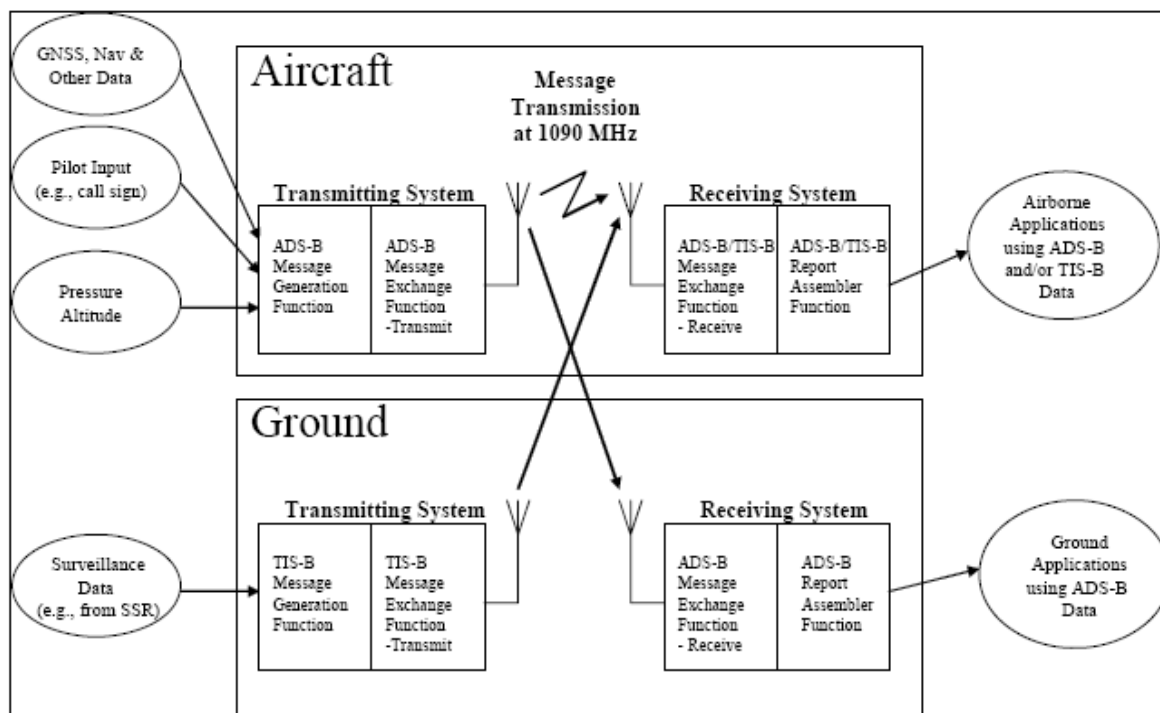 GNSS, Nav &
Other Data
Pilot Input
(e.g., call sign)
Pressure
Altitude
Aircraft
Message
Transmission
at 1090 MHz
Transmitting System
ADS-B
Message
Generation
Function
ADS-B
Message
Exchange
Function
-Transmit
Receiving System
ADS-B/TIS-B
Message
Exchange
Function
- Receive
ADS-B/TIS-B
Report
Assembler
Function
Airborne
Applications
using ADS-B
and/or TIS-B
Data
Ground
Surveillance
Data
(e.g., from SSR)
Transmitting System
TIS-B
Message
Generation
Function
TIS-B
Message
Exchange
Function
-Transmit
Receiving System
ADS-B
Message
Exchange
Function
- Receive
ADS-B
Report
Assembler
Function
Ground
Applications
using ADS-B
Data